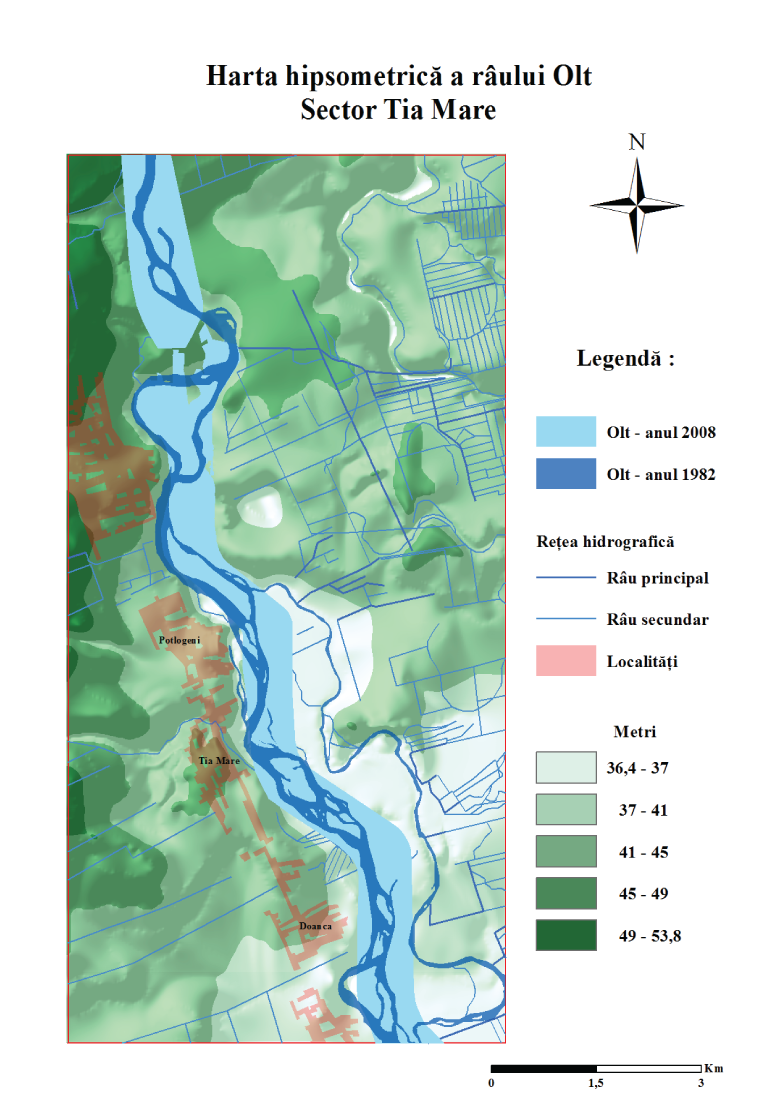 Harta hipsometrică a râului Olt
Sector Tia Mare
N
Legendă :
Olt - anul 2008
Olt - anul 1982
Rețea hidrografică
Râu principal
Râu secundar
Localități
Metri
36,4 - 37
37 - 41
41 - 45
45 - 49
49 - 53,8
Potlogeni
Tia Mare
Doanca
Km
0 1,5 3